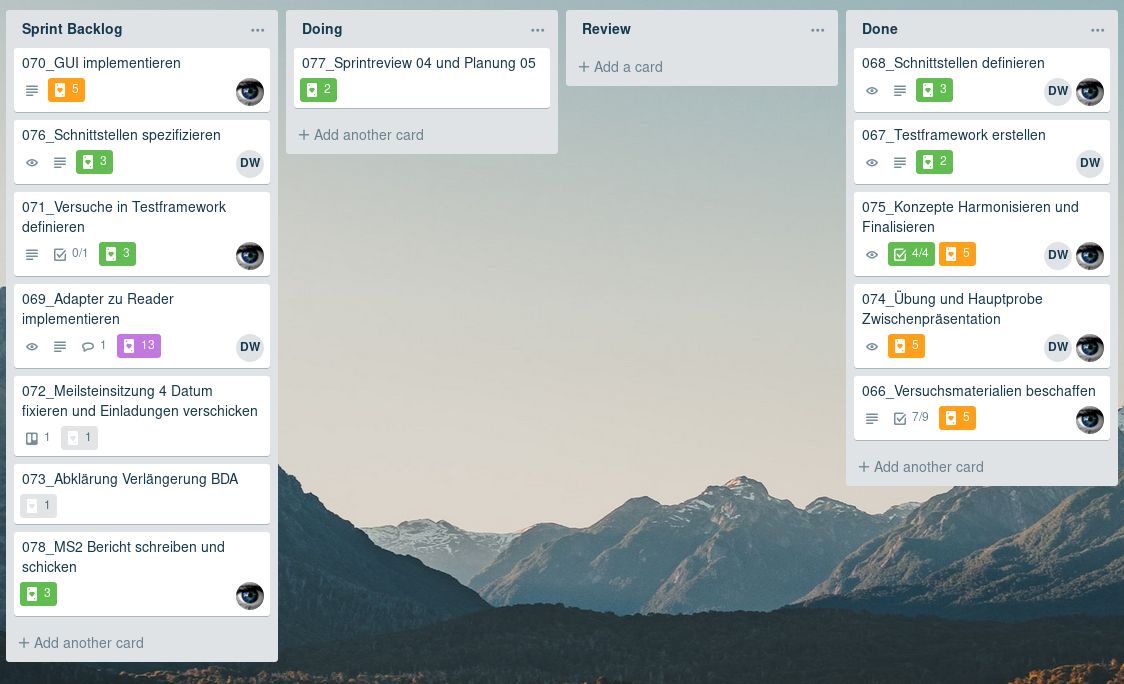 Sprint Backlog
070_GUI implementieren
5
076_Schnittstellen spezifizieren
3
DW
071_Versuche in Testframework
definieren
0/1
3
069_Adapter zu Reader
implementieren
1
13
DW
072_Meilsteinsitzung 4 Datum
fixieren und Einladungen verschicken
1
1
073_Abklärung Verlängerung BDA
1
078_MS2 Bericht schreiben und
schicken
3
+ Add another card
Doing
077_Sprintreview 04 und Planung 05
2
+ Add another card
Review
+ Add a card
Done
068_Schnittstellen definieren
3
DW
067_Testframework erstellen
2
DW
075_Konzepte Harmonisieren und
Finalisieren
4/4
5
DW
074_Übung und Hauptprobe
Zwischenpräsentation
5
DW
066_Versuchsmaterialien beschaffen
7/9
5
+ Add another card